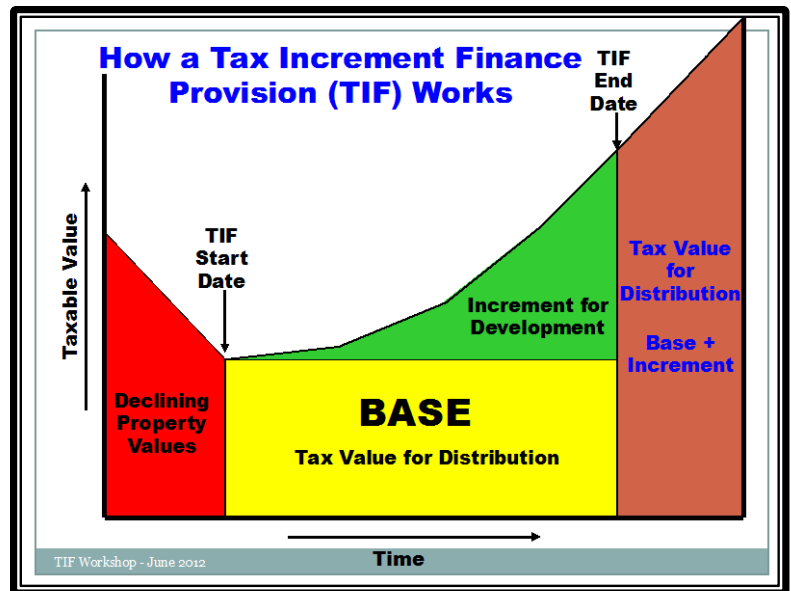 How a Tax Increment Finance
Provision (TIF) Works
TIF
End
Date
TIF
Start
Date
Taxable Value
Increment for
Development
Tax Value
for
Distribution
Base +
Increment
Declining
Property
Values
BASE
Tax Value for Distribution
Time
TIF Workshop - June 2012